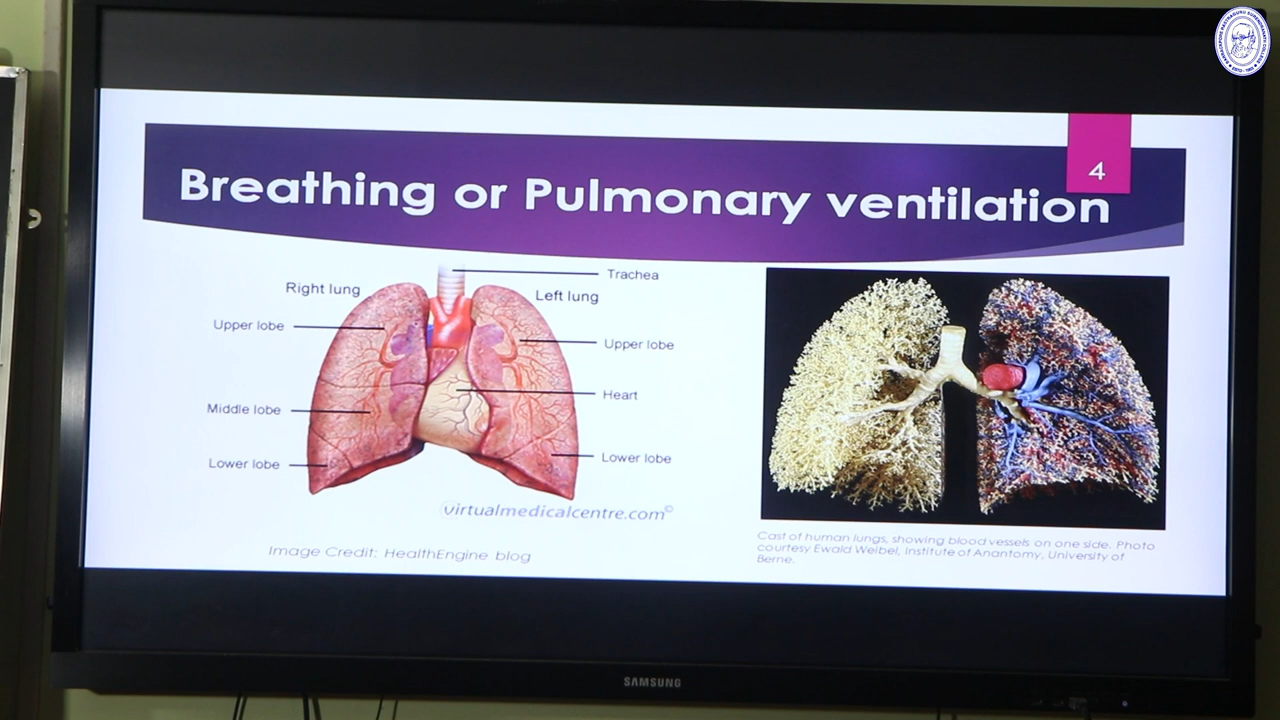 4
Breathing or Pulmonary ventilation
Trachea
Right lung
Left lung
Upper lobe
Upper lobe
Heart
Middle lobe
Lower lobe
Lower lobe
virtualmedicalcentre.com©
Image Credit: HealthEngine blog
Cast of human lungs, showing blood vessels on one side. Photo
courtesy Ewald Weibel, Institute of Anantomy, University of
Berne.
SAMSUNG